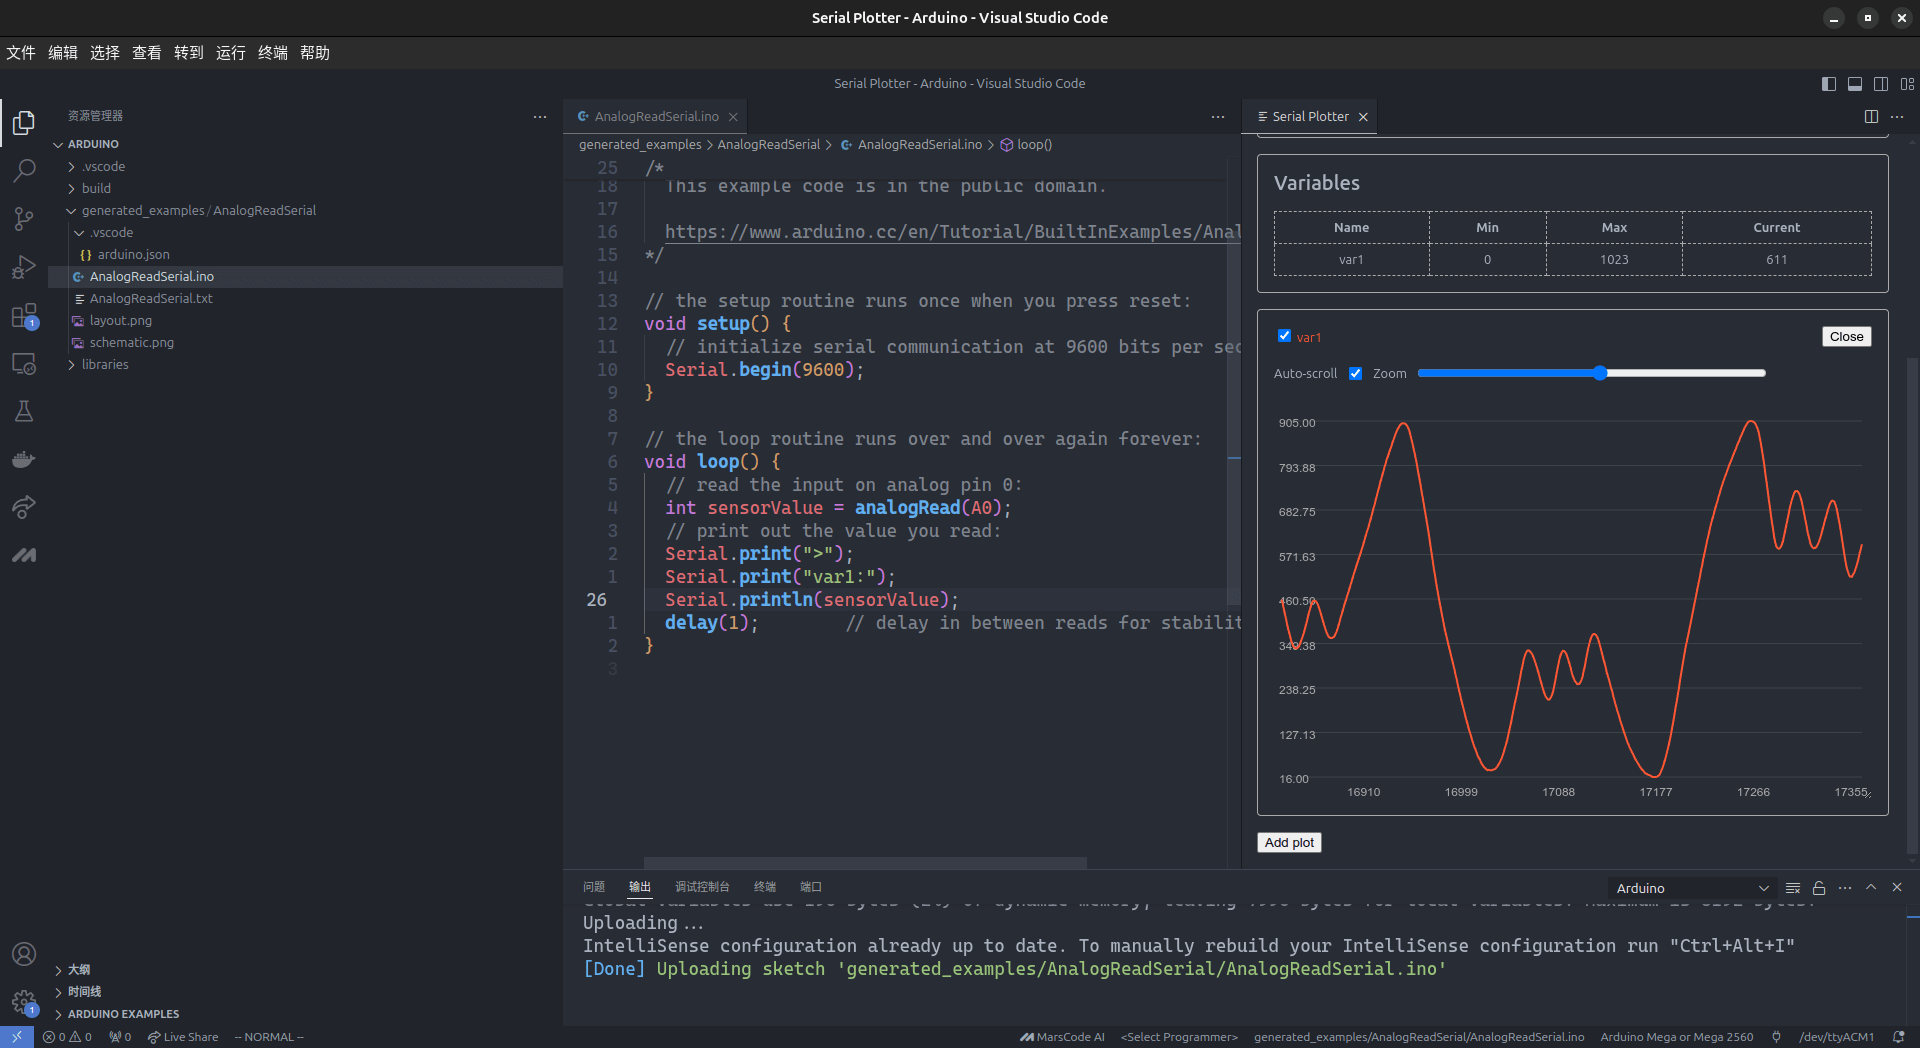 Serial Plotter - Arduino - Visual Studio Code
文件 编辑 选择 查看 转到 运行 终端 帮助
Serial Plotter - Arduino - Visual Studio Code
资源管理器
ARDUINO
.vscode
build
generated_examples / AnalogReadSerial
.vscode
{} arduino.json
AnalogReadSerial.ino
AnalogReadSerial.txt
layout.png
schematic.png
libraries
大纲
时间线
ARDUINO EXAMPLES
1
1
AnalogReadSerial.ino
generated_examples > AnalogReadSerial > AnalogReadSerial.ino > loop()
25 /*
18 This example code is in the public domain.
17
16 https://www.arduino.cc/en/Tutorial/BuiltInExamples/Anal
15 */
14
13 // the setup routine runs once when you press reset:
12 void setup() {
11 // initialize serial communication at 9600 bits per sec
10 Serial.begin(9600);
9 }
8
7 // the loop routine runs over and over again forever:
6 void loop() {
5 // read the input on analog pin 0:
4 int sensorValue = analogRead(A0);
3 // print out the value you read:
2 Serial.print(">");
1 Serial.print("var1:");
26 Serial.println(sensorValue);
1 delay(1); // delay in between reads for stabilit
2 }
3
Serial Plotter
Variables
Name Min Max Current
var1 0 1023 611
var1 Close
Auto-scroll Zoom
905.00
793.88
682.75
571.63
460.50
349.38
238.25
127.13
16.00
16910 16999 17088 17177 17266 17355
Add plot
问题 输出 调试控制台 终端 端口 Arduino
Uploading...
IntelliSense configuration already up to date. To manually rebuild your IntelliSense configuration run "Ctrl+Alt+I"
[Done] Uploading sketch 'generated_examples/AnalogReadSerial/AnalogReadSerial.ino'
0 0 0 Live Share -- NORMAL -- MarsCode AI <Select Programmer> generated_examples/AnalogReadSerial/AnalogReadSerial.ino Arduino Mega or Mega 2560 /dev/ttyACM1